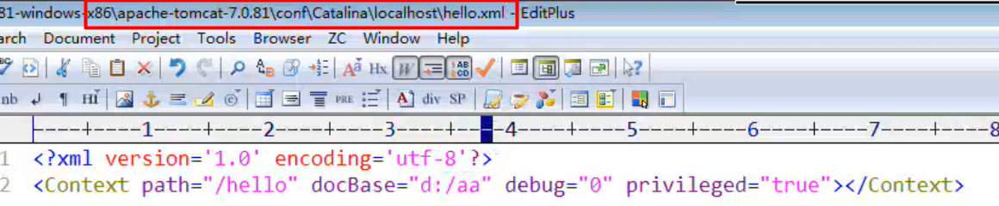 81-windows-x86\apache-tomcat-7.0.81\conf\Catalina\localhost\hello.xml - EditPlus
arch Document Project Tools Browser ZC Window Help
Hx W
nb HI PRE A div SP
1 2 3 4 5 6 7 8
1 <?xml version='1.0' encoding='utf-8'?>
2 <Context path="/hello" docBase="d:/aa" debug="0" privileged="true"></Context>